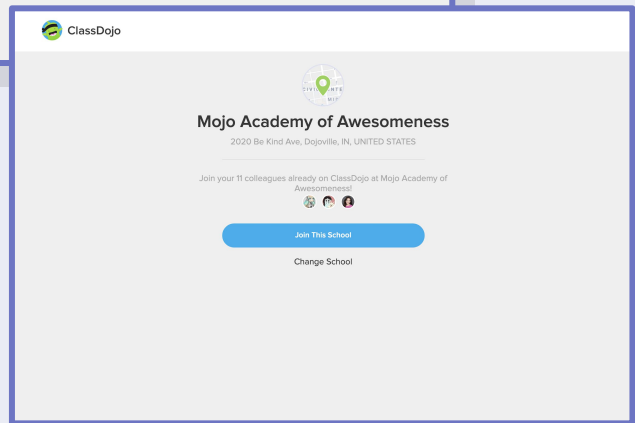 ClassDojo
Mojo Academy of Awesomeness
2020 Be Kind Ave, Dojoville, IN, UNITED STATES
Join your 11 colleagues already on ClassDojo at Mojo Academy of
Awesomeness!
Join This School
Change School